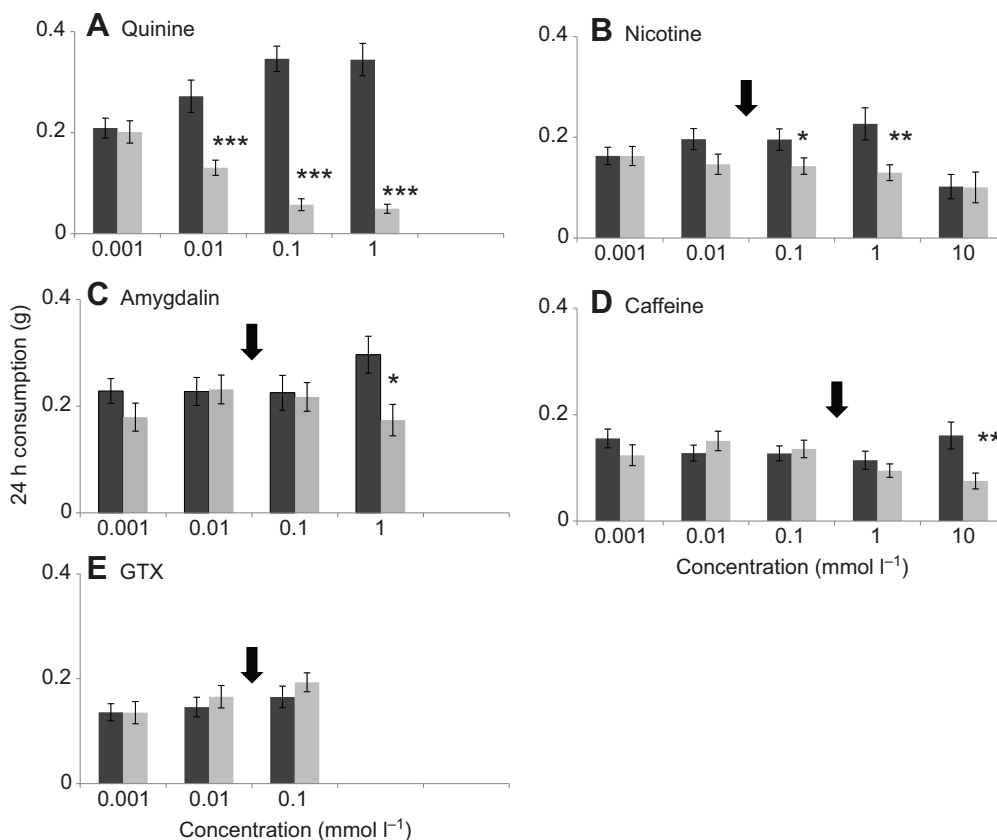 A Quinine
0.4
0.2
0
***
***
***
0.001 0.01 0.1 1
B Nicotine
0.4
0.2
0
*
**
0.001 0.01 0.1 1 10
C Amygdalin
0.4
0.2
0
*
0.001 0.01 0.1 1
24 h consumption (g)
D Caffeine
0.4
0.2
0
**
0.001 0.01 0.1 1 10
Concentration (mmol l⁻¹)
E GTX
0.4
0.2
0
0.001 0.01 0.1
Concentration (mmol l⁻¹)